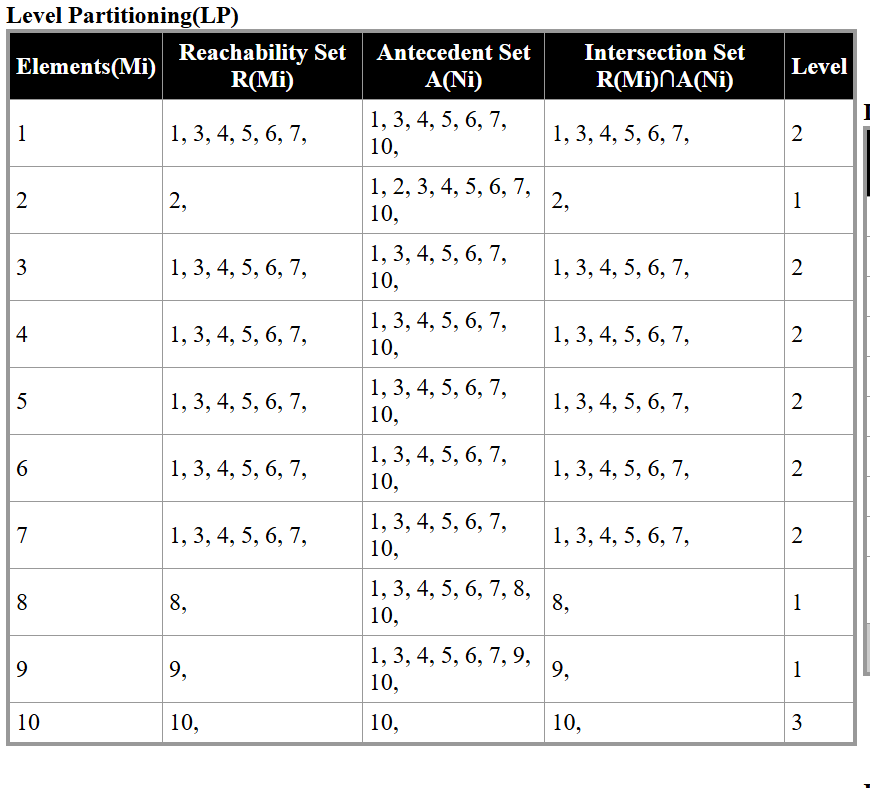 Level Partitioning(LP)
Elements(Mi) Reachability Set R(Mi) Antecedent Set A(Ni) Intersection Set R(Mi)∩A(Ni) Level
1 1, 3, 4, 5, 6, 7, 1, 3, 4, 5, 6, 7, 10, 1, 3, 4, 5, 6, 7, 2
2 2, 1, 2, 3, 4, 5, 6, 7, 10, 2, 1
3 1, 3, 4, 5, 6, 7, 1, 3, 4, 5, 6, 7, 10, 1, 3, 4, 5, 6, 7, 2
4 1, 3, 4, 5, 6, 7, 1, 3, 4, 5, 6, 7, 10, 1, 3, 4, 5, 6, 7, 2
5 1, 3, 4, 5, 6, 7, 1, 3, 4, 5, 6, 7, 10, 1, 3, 4, 5, 6, 7, 2
6 1, 3, 4, 5, 6, 7, 1, 3, 4, 5, 6, 7, 10, 1, 3, 4, 5, 6, 7, 2
7 1, 3, 4, 5, 6, 7, 1, 3, 4, 5, 6, 7, 10, 1, 3, 4, 5, 6, 7, 2
8 8, 1, 3, 4, 5, 6, 7, 8, 10, 8, 1
9 9, 1, 3, 4, 5, 6, 7, 9, 10, 9, 1
10 10, 10, 10, 3